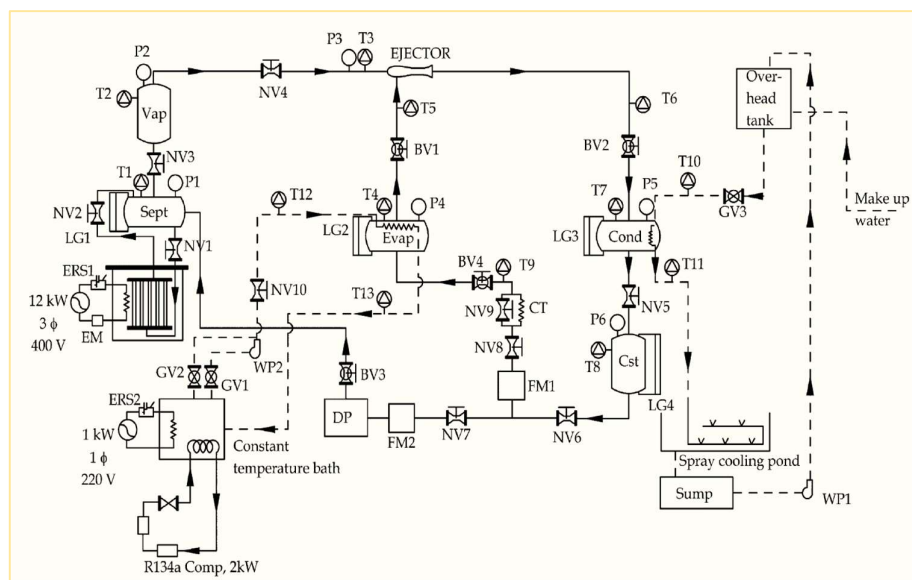 P2
P3
T3
EJECTOR
T2
Vap
NV4
T5
T6
Over-
head
tank
NV3
BV1
BV2
T1
P1
T10
NV2
Sept
T12
T4
P4
T7
P5
GV3
Make up
water
LG1
NV1
LG2
Evap
LG3
Cond
T11
ERS1
BV4
T9
12 kW
3 ϕ
400 V
EM
NV10
T13
NV9
CT
NV5
P6
NV8
T8
Cst
GV2
GV1
WP2
BV3
FM1
LG4
ERS2
DP
FM2
NV7
NV6
1 kW
1 ϕ
220 V
Constant
temperature bath
Spray cooling pond
Sump
WP1
R134a Comp, 2kW